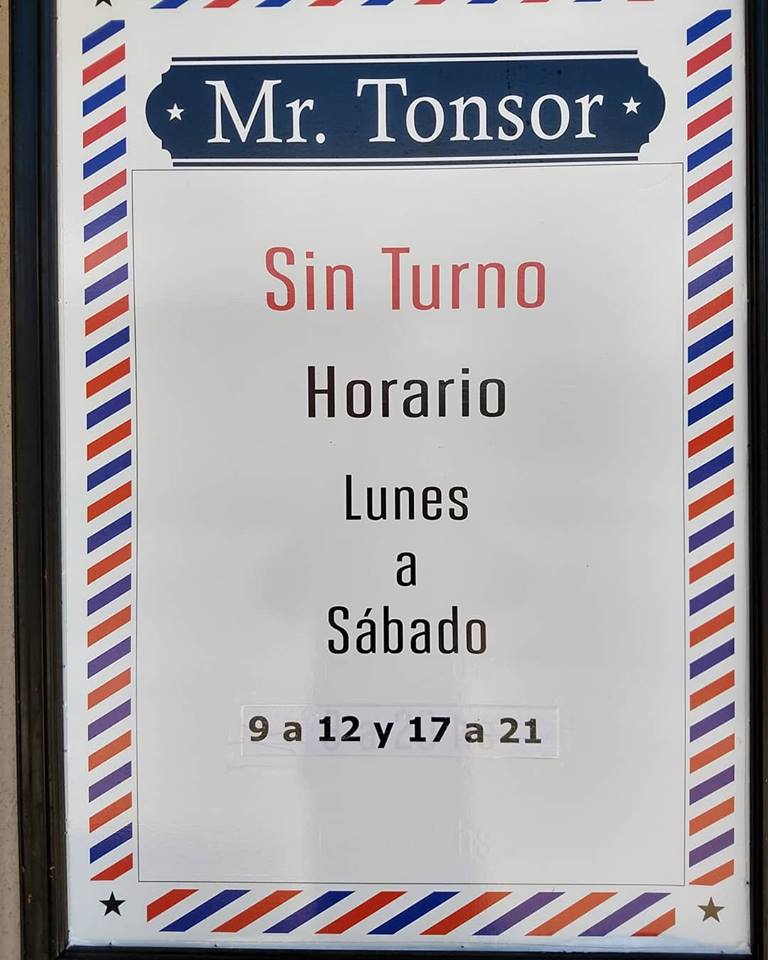 Mr. Tonsor
Sin Turno
Horario
Lunes
a
Sábado
9 a 12 y 17 a 21